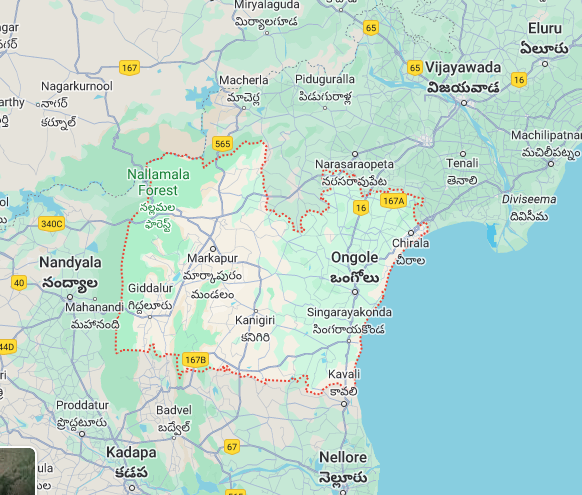 Miryalaguda
మిర్యాలగూడ
65
Eluru
ఏలూరు
167
65
Vijayawada
విజయవాడ
16
Macherla
మాచెర్ల
Piduguralla
పిడుగురాళ్ల
Nagarkurnool
నాగర్
కర్నూల్
Machilipatnam
మచిలీపట్నం
565
Narasaraopeta
నరసరావుపేట
Tenali
తెనాలి
Nallamala
Forest
నల్లమల
ఫారెస్ట్
167A
16
Diviseema
దివిసీమ
340C
Chirala
చీరాల
Markapur
మార్కాపురం
మండలం
Ongole
ఒంగోలు
Nandyala
నంద్యాల
40
Giddalur
గిద్దలూరు
Mahanandi
మహానంది
Singarayakonda
సింగరాయకొండ
Kanigiri
కనిగిరి
44D
167B
Kavali
కావలి
Proddatur
ప్రొద్దటూరు
Badvel
బద్వేల్
Kadapa
కడప
67
Nellore
నెల్లూరు